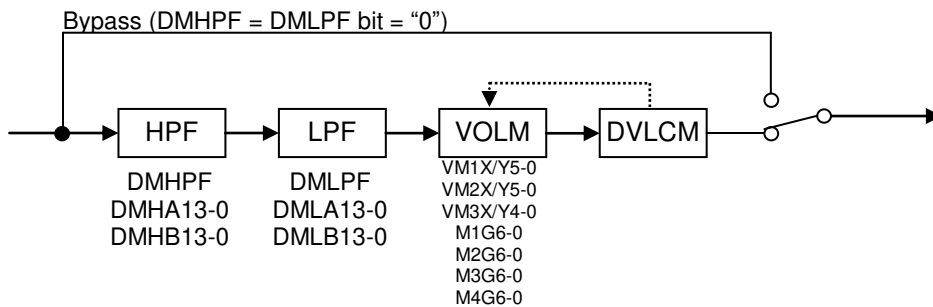 Bypass (DMHPF = DMLPF bit = “0”)
HPF
LPF
VOLM
DVLCM
DMHPF
DMHA13-0
DMHB13-0
DMLPF
DMLA13-0
DMLB13-0
VM1X/Y5-0
VM2X/Y5-0
VM3X/Y4-0
M1G6-0
M2G6-0
M3G6-0
M4G6-0